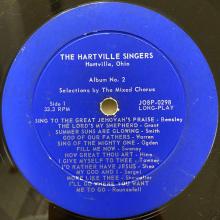 THE HARTVILLE SINGERS
Hartville, Ohio
Album No. 2
Selections by The Mixed Chorus
Side 1 JO8P-0298
33.3 RPM LONG-PLAY
SING TO THE GREAT JEHOVAH'S PRAISE - Beesley
THE LORD'S MY SHEPHERD - Grant
SUMMER SUNS ARE GLOWING - Smith
GOD OF OUR FATHERS - Warren
SING OF THE MIGHTY ONE - Ogden
FILL ME NOW - Sweney
HOW GREAT THOU ART - Hine
I GIVE MYSELF TO THEE -
I'D RATHER HAVE JESUS - Shea
MY GOD AND I - Sergei
MORE LIKE THEE -
I'LL GO WHERE YOU WANT
ME TO GO - Rounsefell